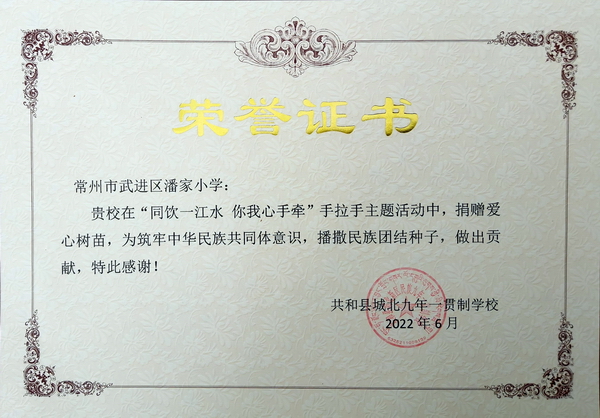 荣誉证书
常州市武进区潘家小学：
贵校在“同饮一江水 你我心手牵”手拉手主题活动中，捐赠爱
心树苗，为筑牢中华民族共同体意识，播撒民族团结种子，做出贡
献，特此感谢！
共和县城北九年一贯制学校
2022 年 6 月